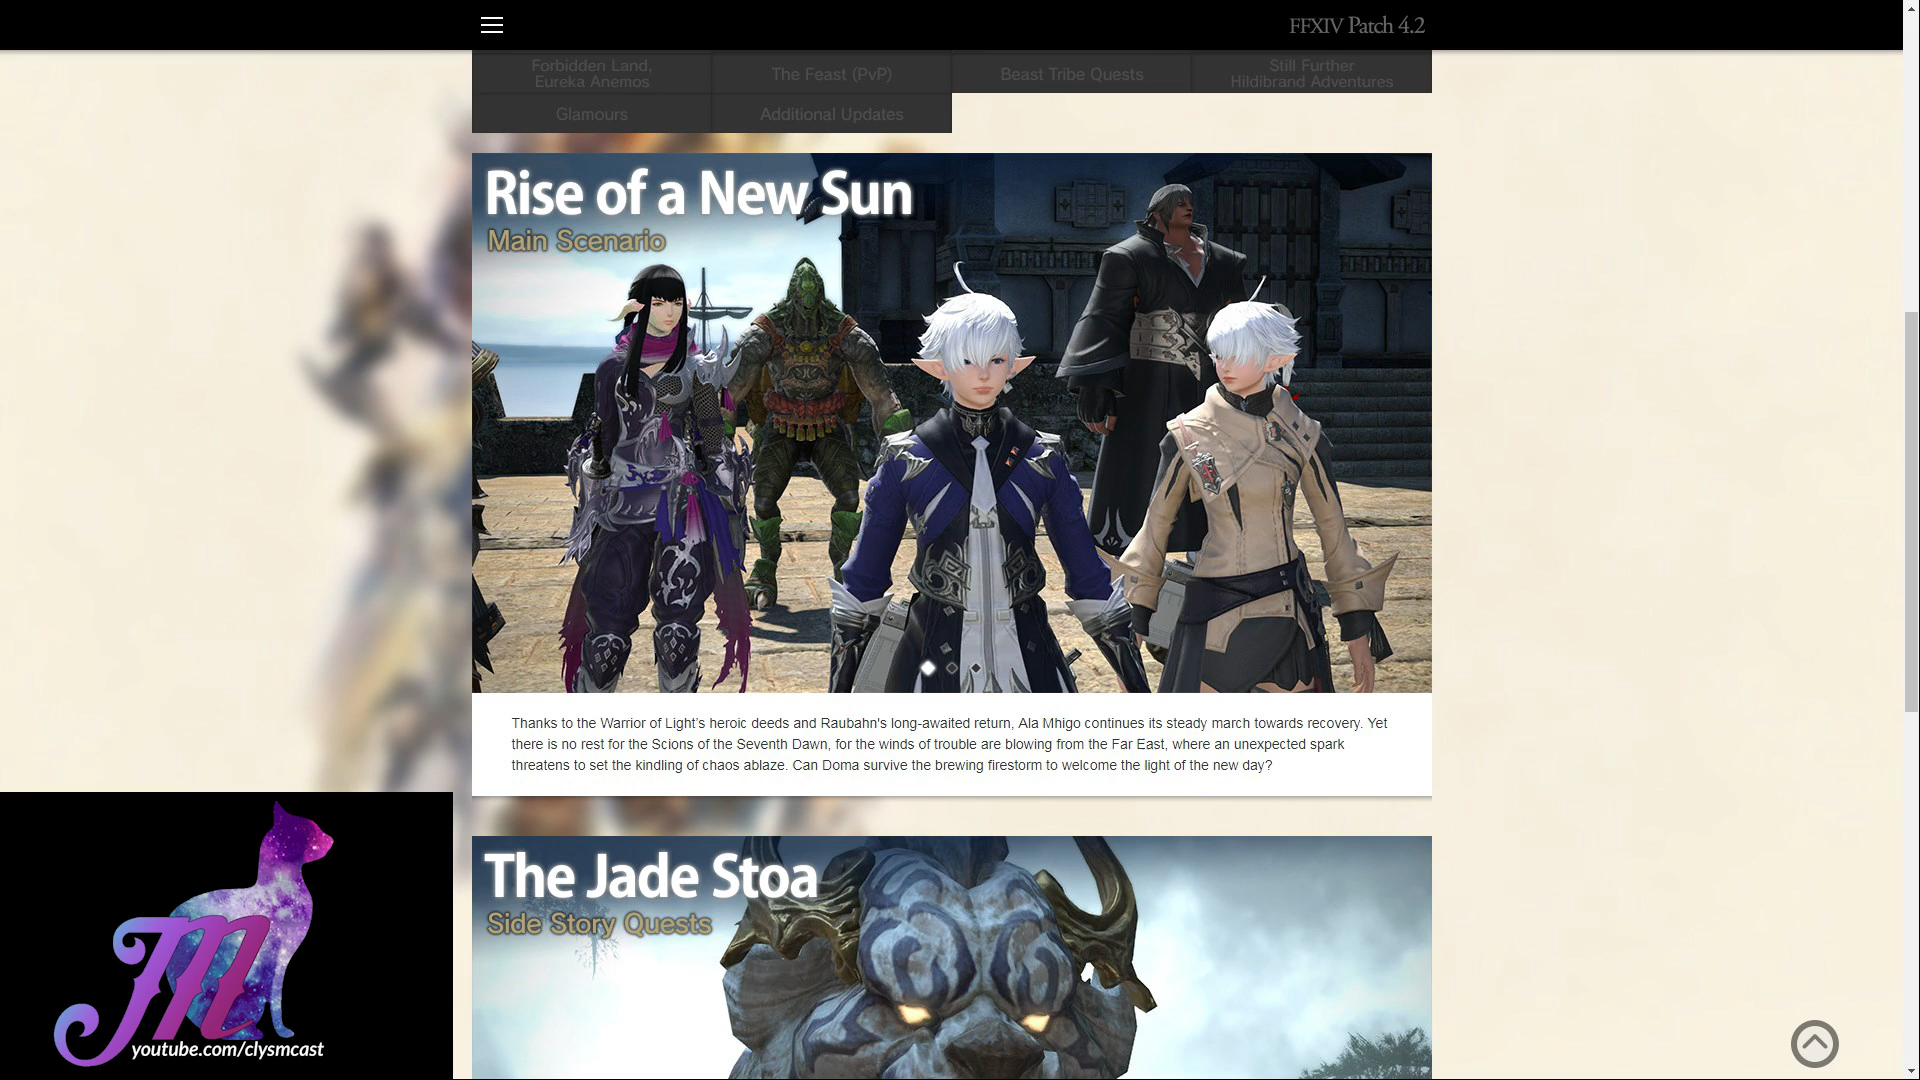 FFXIV Patch 4.2
Forbidden Land,
Eureka Anemos
The Feast (PvP)
Beast Tribe Quests
Still Further
Hildibrand Adventures
Glamours
Additional Updates
Rise of a New Sun
Main Scenario
Thanks to the Warrior of Light’s heroic deeds and Raubahn's long-awaited return, Ala Mhigo continues its steady march towards recovery. Yet
there is no rest for the Scions of the Seventh Dawn, for the winds of trouble are blowing from the Far East, where an unexpected spark
threatens to set the kindling of chaos ablaze. Can Doma survive the brewing firestorm to welcome the light of the new day?
The Jade Stoa
Side Story Quests
M
youtube.com/clysmcast